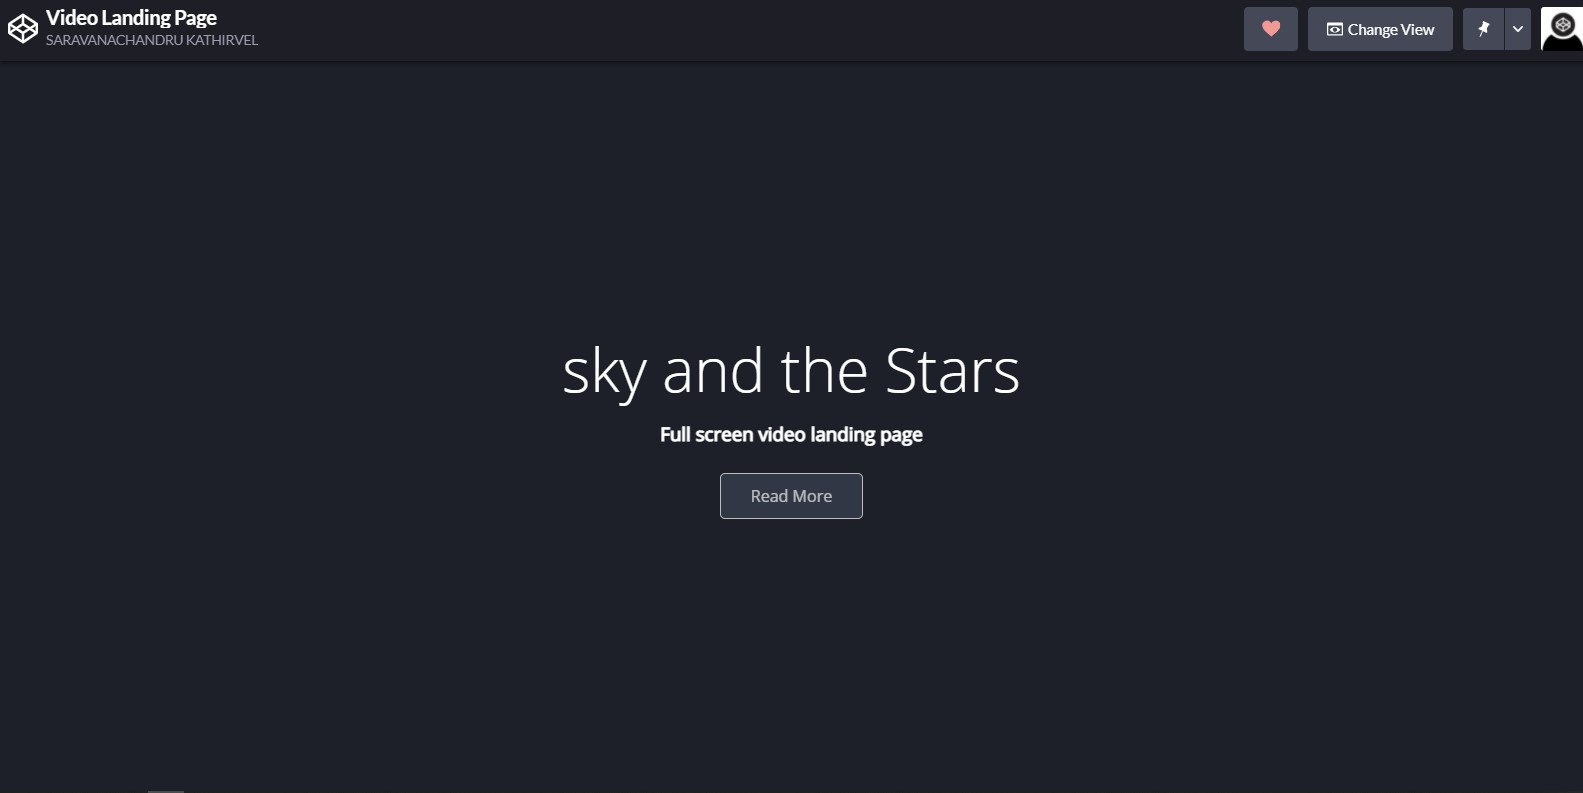 Video Landing Page
SARAVANACHANDRU KATHIRVEL
Change View
sky and the Stars
Full screen video landing page
Read More